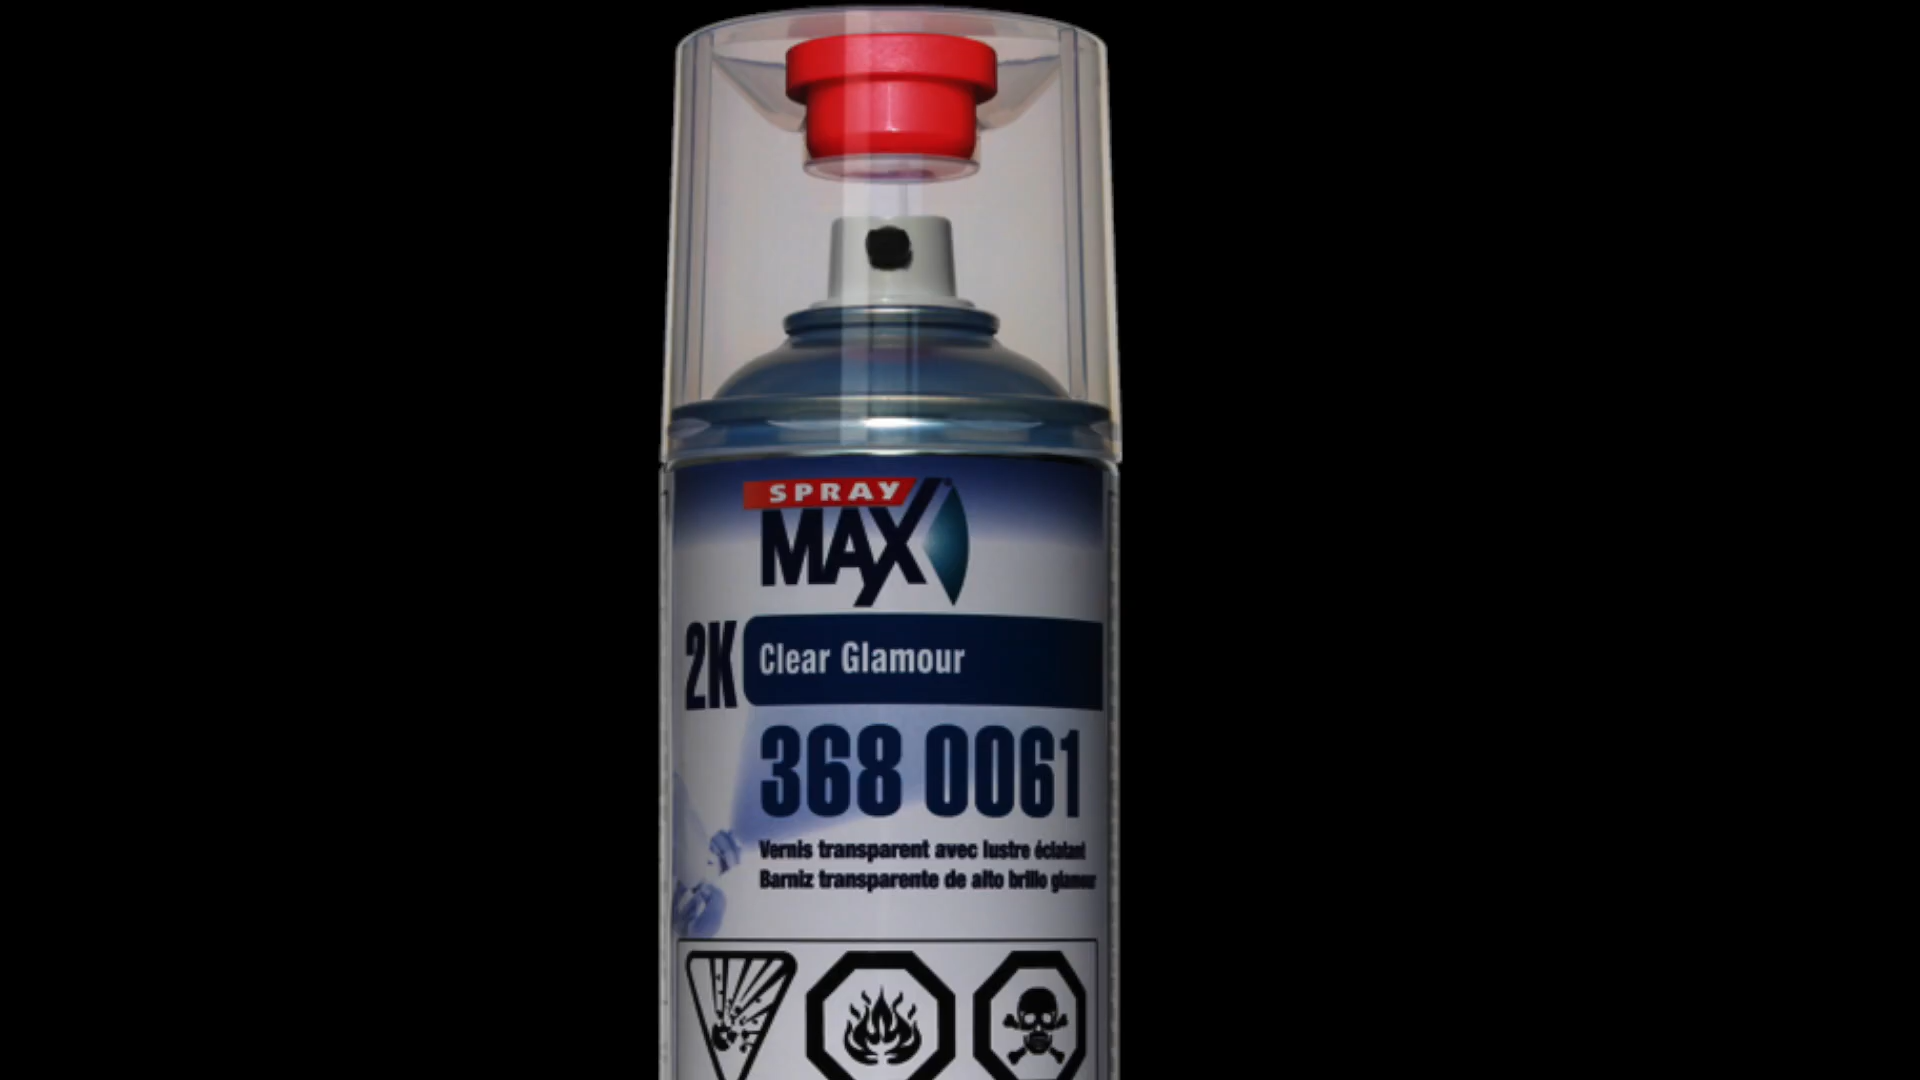 SPRAY
MAX
2K Clear Glamour
368 0061
Vernis transparent avec lustre éclatant
Barniz transparente de alto brillo glamour